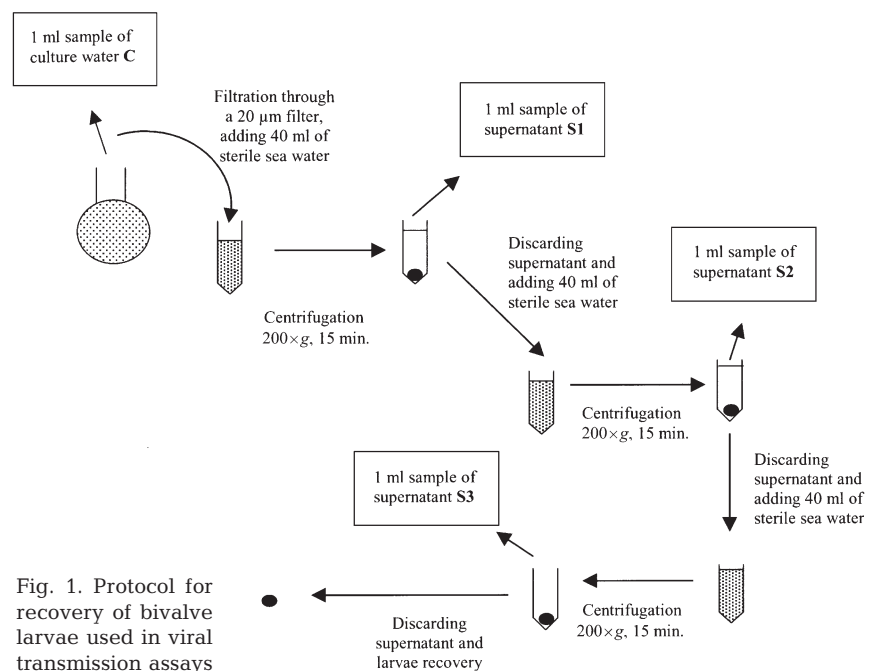 1 ml sample of
culture water C
Filtration through
a 20 µm filter,
adding 40 ml of
sterile sea water
1 ml sample of
supernatant S1
Centrifugation
200×g, 15 min.
Discarding
supernatant and
adding 40 ml of
sterile sea water
1 ml sample of
supernatant S2
Centrifugation
200×g, 15 min.
Discarding
supernatant and
adding 40 ml of
sterile sea water
1 ml sample of
supernatant S3
Centrifugation
200×g, 15 min.
Discarding
supernatant and
larvae recovery
Fig. 1. Protocol for
recovery of bivalve
larvae used in viral
transmission assays